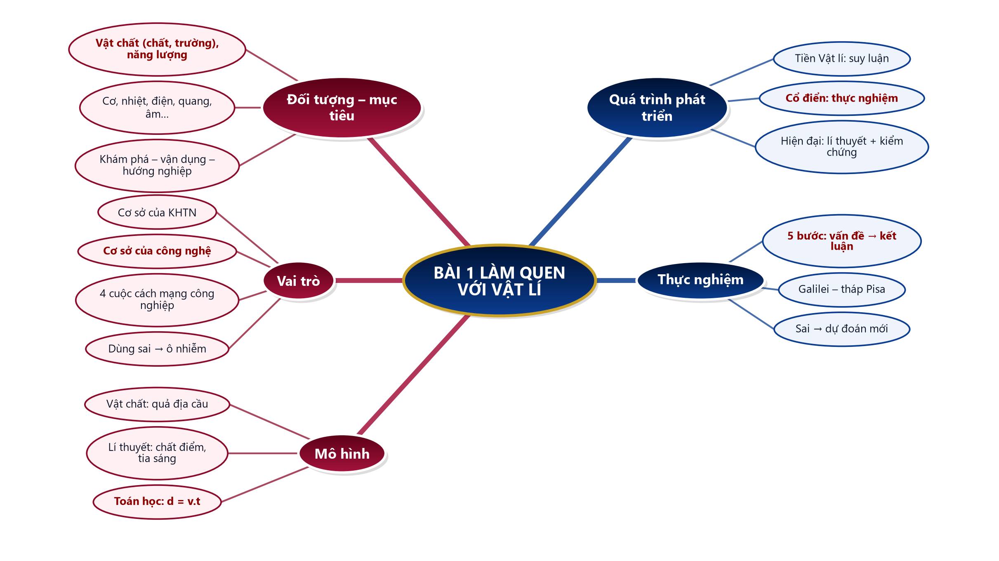 Vật chất (chất, trường),
năng lượng
Cơ, nhiệt, điện, quang,
âm...
Khám phá – vận dụng –
hướng nghiệp
Đối tượng – mục
tiêu
Cơ sở của KHTN
Cơ sở của công nghệ
4 cuộc cách mạng công
nghiệp
Dùng sai → ô nhiễm
Vai trò
Vật chất: quả địa cầu
Lí thuyết: chất điểm,
tia sáng
Toán học: d = v.t
Mô hình
BÀI 1 LÀM QUEN
VỚI VẬT LÍ
Quá trình phát
triển
Tiền Vật lí: suy luận
Cổ điển: thực nghiệm
Hiện đại: lí thuyết + kiểm
chứng
Thực nghiệm
5 bước: vấn đề → kết
luận
Galilei – tháp Pisa
Sai → dự đoán mới